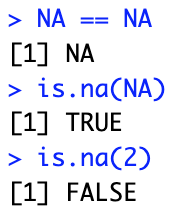 > NA == NA
[1] NA
> is.na(NA)
[1] TRUE
> is.na(2)
[1] FALSE